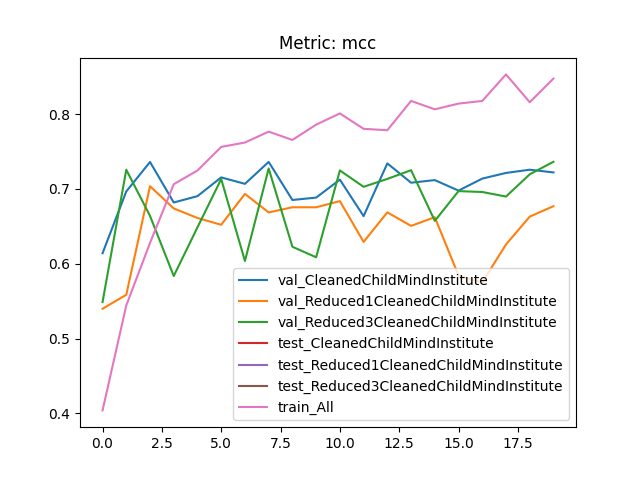 Metric: mcc
0.8
0.7
0.6
0.5
0.4
val_CleanedChildMindInstitute
val_Reduced1CleanedChildMindInstitute
val_Reduced3CleanedChildMindInstitute
test_CleanedChildMindInstitute
test_Reduced1CleanedChildMindInstitute
test_Reduced3CleanedChildMindInstitute
train_All
0.0 2.5 5.0 7.5 10.0 12.5 15.0 17.5